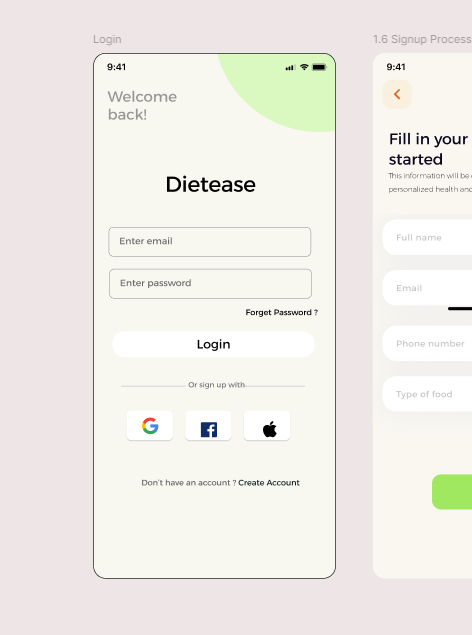 Login
9:41
Welcome
back!
Dietease
Enter email
Enter password
Forget Password ?
Login
Or sign up with
Don't have an account ? Create Account
1.6 Signup Process
9:41
Fill in your
started
This information will be
personalized health and
Full name
Email
Phone number
Type of food